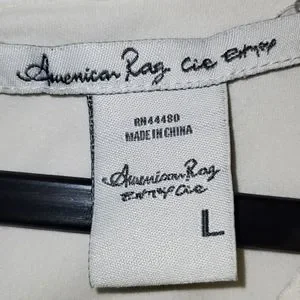 American Rag Cie
RN44480
MADE IN CHINA
American Rag
Cie
L